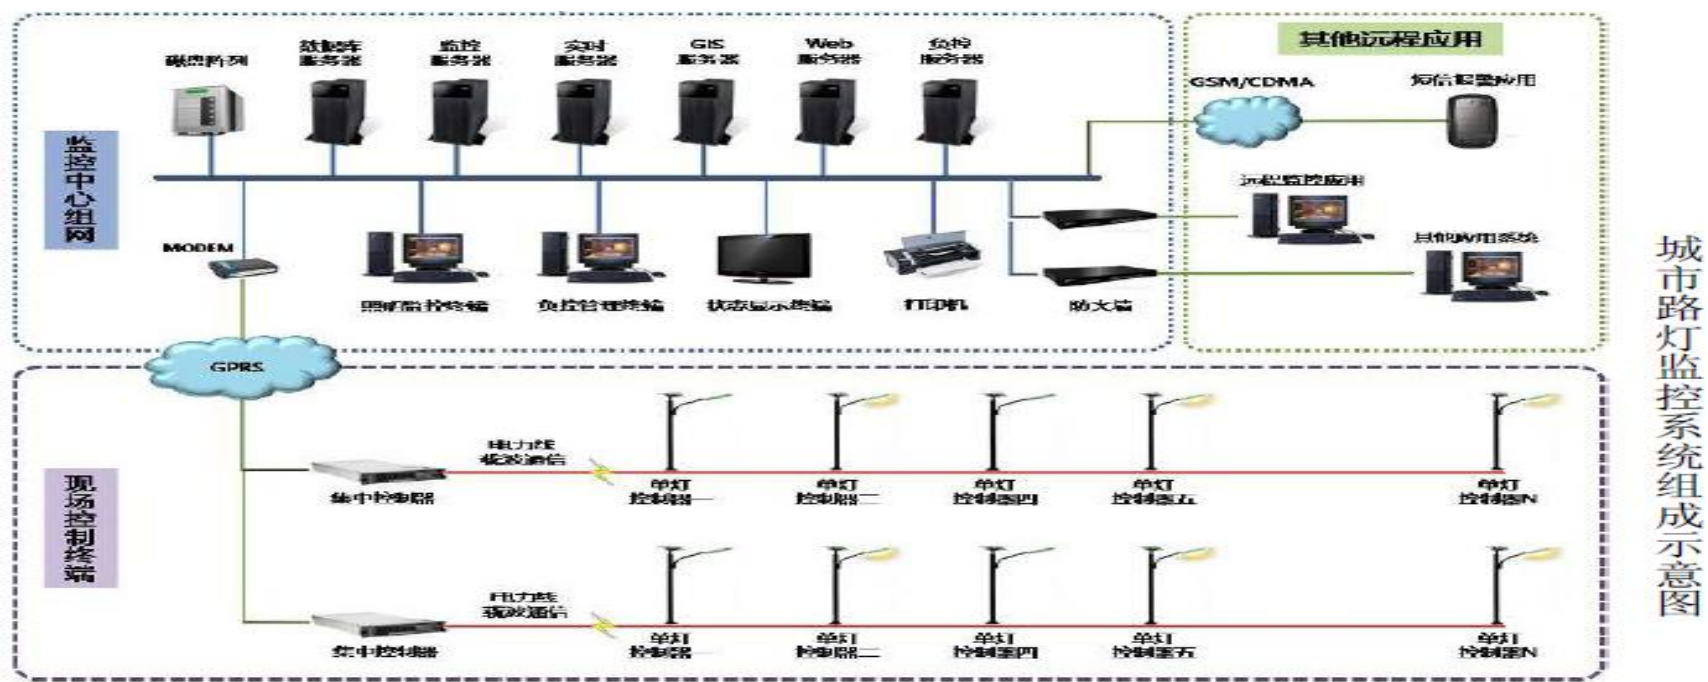 其他远程应用
磁盘阵列
数据库
服务器
监控
服务器
实时
服务器
GIS
服务器
Web
服务器
负控
服务器
GSM/CDMA
短信报警应用
监控中心组网
远程监控应用
MODEM
其他应用系统
照明监控终端
负控管理终端
状态显示终端
打印机
防火墙
GPRS
电力线
载波通信
集中控制器
单灯
控制器一
单灯
控制器二
单灯
控制器四
单灯
控制器五
单灯
控制器N
现场控制终端
电力线
载波通信
集中控制器
单灯
控制器一
单灯
控制器二
单灯
控制器四
单灯
控制器五
单灯
控制器N
城市路灯监控系统组成示意图